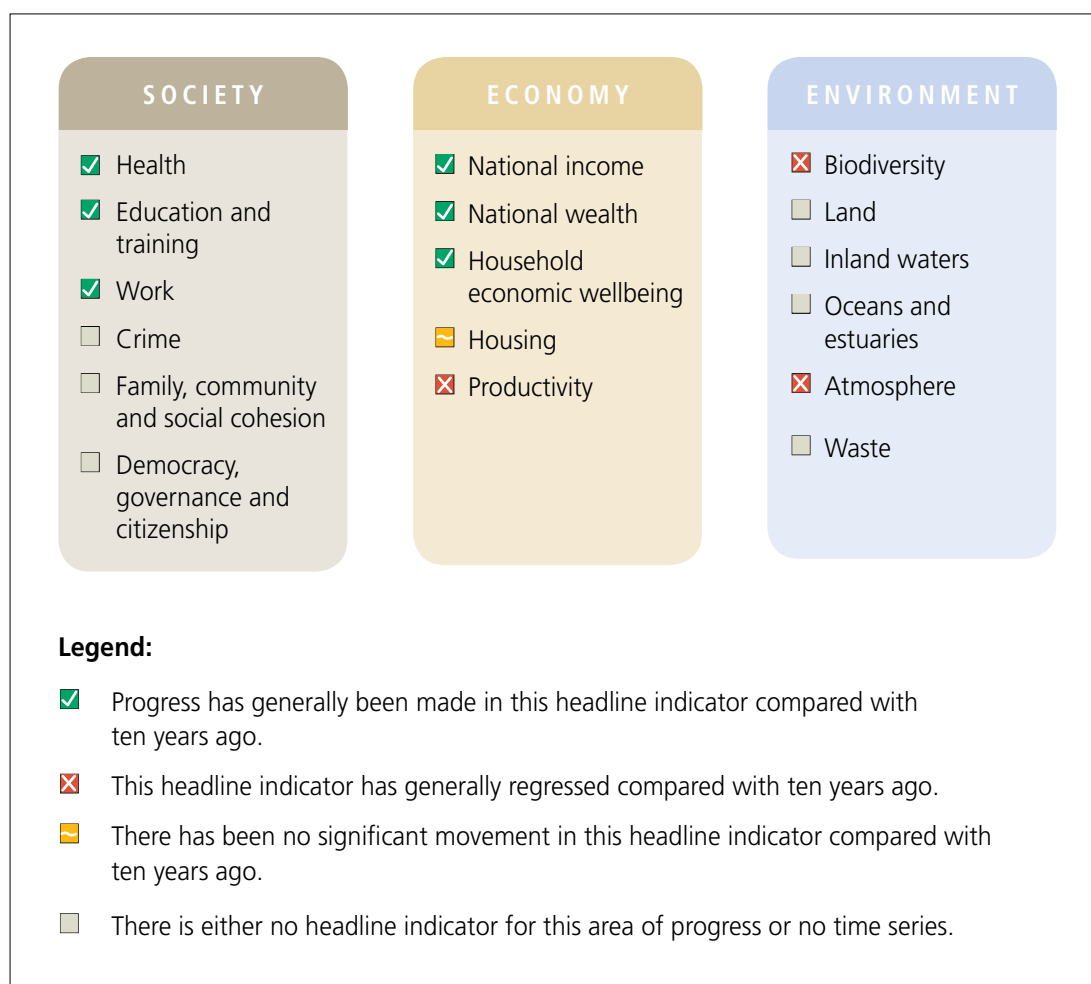 SOCIETY
Health
Education and
training
Work
Crime
Family, community
and social cohesion
Democracy,
governance and
citizenship
ECONOMY
National income
National wealth
Household
economic wellbeing
Housing
Productivity
ENVIRONMENT
Biodiversity
Land
Inland waters
Oceans and
estuaries
Atmosphere
Waste
Legend:
Progress has generally been made in this headline indicator compared with
ten years ago.
This headline indicator has generally regressed compared with ten years ago.
There has been no significant movement in this headline indicator compared with
ten years ago.
There is either no headline indicator for this area of progress or no time series.